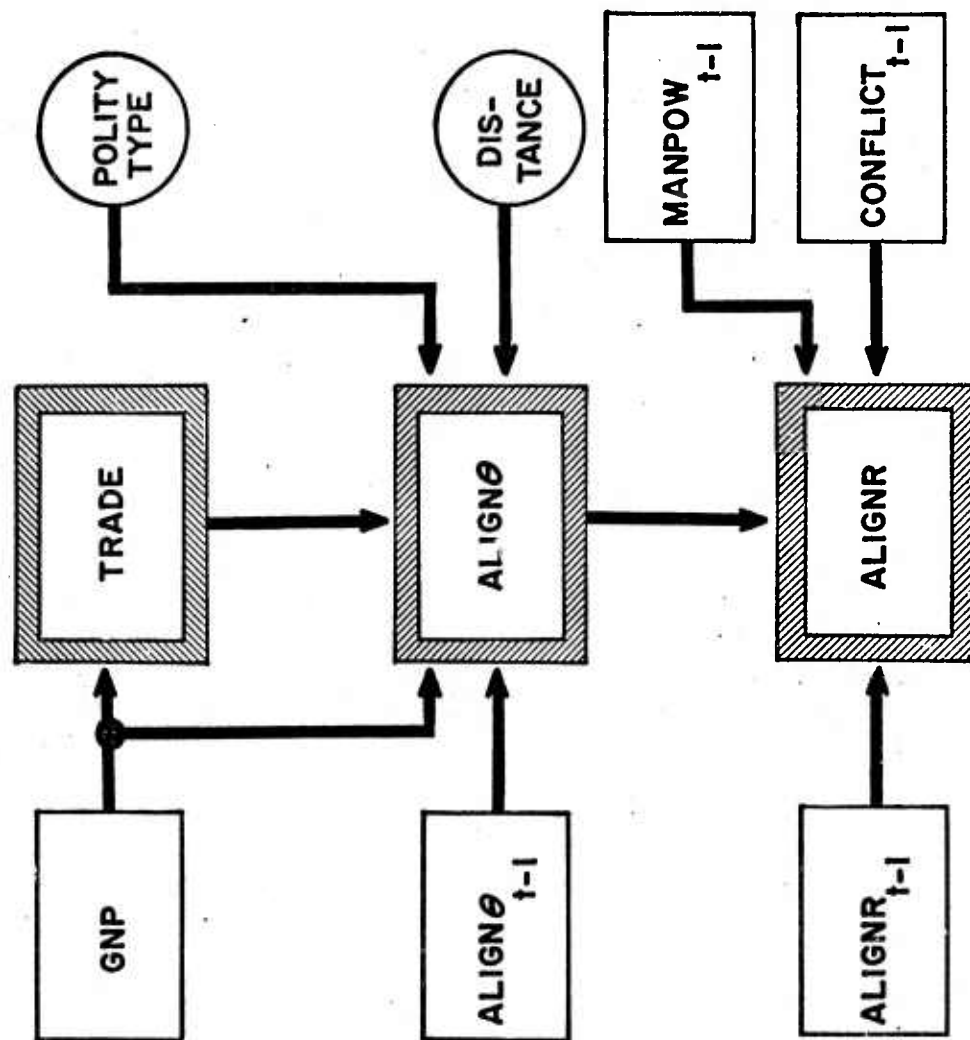 ALIGNR t-1
ALIGNθ t-1
GNP
ALIGNR
ALIGNθ
TRADE
CONFLICT t-1
MANPOW t-1
DIS-
TANCE
POLITY
TYPE